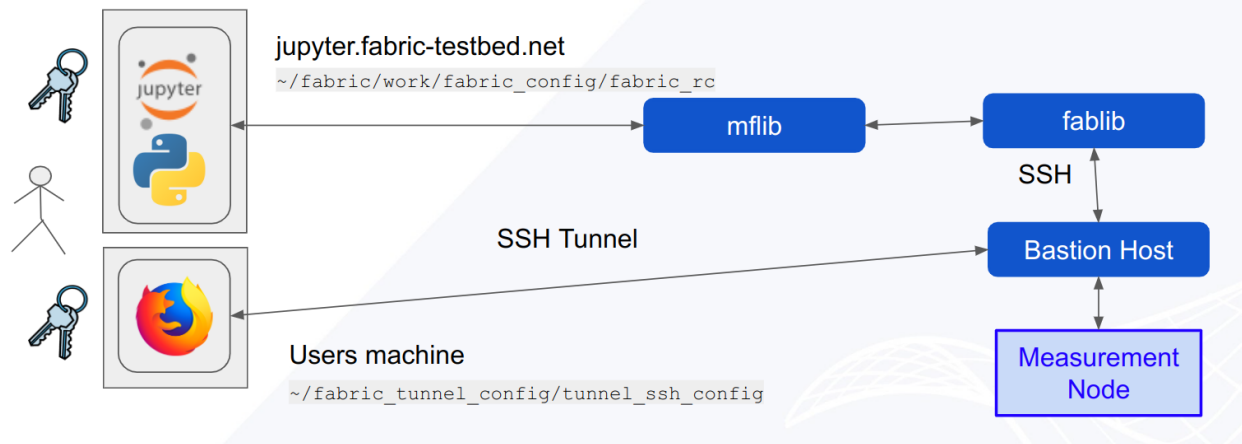 jupyter.fabric-testbed.net
~/fabric/work/fabric_config/fabric_rc
jupyter
mflib
fablib
SSH
SSH Tunnel
Bastion Host
Users machine
~/fabric_tunnel_config/tunnel_ssh_config
Measurement
Node